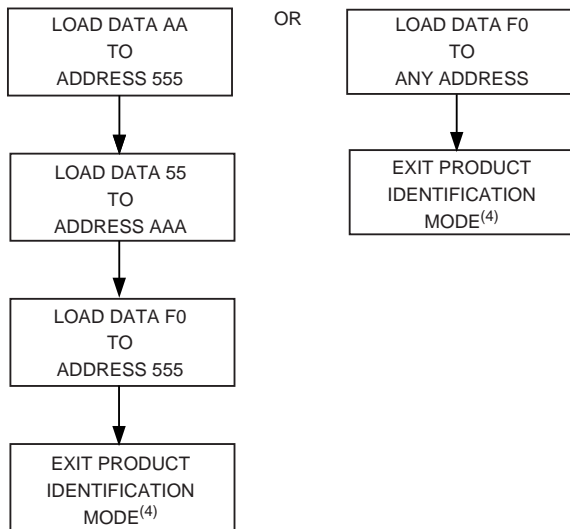 LOAD DATA AA
TO
ADDRESS 555
LOAD DATA 55
TO
ADDRESS AAA
LOAD DATA F0
TO
ADDRESS 555
EXIT PRODUCT
IDENTIFICATION
MODE(4)
OR
LOAD DATA F0
TO
ANY ADDRESS
EXIT PRODUCT
IDENTIFICATION
MODE(4)